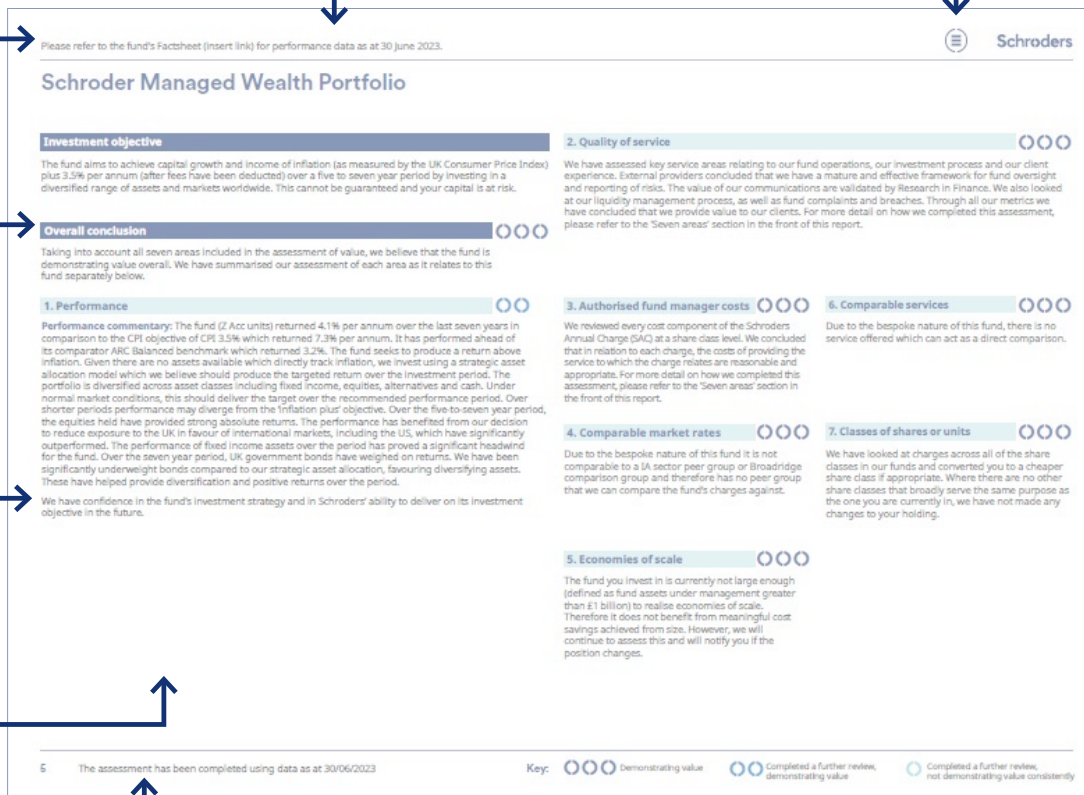 Please refer to the fund's Factsheet (insert link) for performance data as at 30 June 2023.
Schroders
Schroder Managed Wealth Portfolio
Investment objective
The fund aims to achieve capital growth and income of inflation (as measured by the UK Consumer Price Index)
plus 3.5% per annum (after fees have been deducted) over a five to seven year period by investing in a
diversified range of assets and markets worldwide. This cannot be guaranteed and your capital is at risk.
Overall conclusion
Taking into account all seven areas included in the assessment of value, we believe that the fund is
demonstrating value overall. We have summarised our assessment of each area as it relates to this
fund separately below.
1. Performance
Performance commentary: The fund (Z Acc units) returned 4.1% per annum over the last seven years in
comparison to the CPI objective of CPI 3.5% which returned 7.3% per annum. It has performed ahead of
its comparator ARC Balanced benchmark which returned 3.2%. The fund seeks to produce a return above
inflation. Given there are no assets available which directly track inflation, we invest using a strategic asset
allocation model which we believe should produce the targeted return over the investment period. The
portfolio is diversified across asset classes including fixed income, equities, alternatives and cash. Under
normal market conditions, this should deliver the target over the recommended performance period. Over
shorter periods performance may diverge from the 'inflation plus' objective. Over the five-to-seven year period,
the equities held have provided strong absolute returns. The performance has benefited from our decision
to reduce exposure to the UK in favour of international markets, including the US, which have significantly
outperformed. The performance of fixed income assets over the period has proved a significant headwind
for the fund. Over the seven year period, UK government bonds have weighed on returns. We have been
significantly underweight bonds compared to our strategic asset allocation, favouring diversifying assets.
These have helped provide diversification and positive returns over the period.
We have confidence in the fund's investment strategy and in Schroders' ability to deliver on its investment
objective in the future.
2. Quality of service
We have assessed key service areas relating to our fund operations, our investment process and our client
experience. External providers concluded that we have a mature and effective framework for fund oversight
and reporting of risks. The value of our communications are validated by Research in Finance. We also looked
at our liquidity management process, as well as fund complaints and breaches. Through all our metrics we
have concluded that we provide value to our clients. For more detail on how we completed this assessment,
please refer to the 'Seven areas' section in the front of this report.
3. Authorised fund manager costs
We reviewed every cost component of the Schroders
Annual Charge (SAC) at a share class level. We concluded
that in relation to each charge, the costs of providing the
service to which the charge relates are reasonable and
appropriate. For more detail on how we completed this
assessment, please refer to the 'Seven areas' section in
the front of this report.
4. Comparable market rates
Due to the bespoke nature of this fund it is not
comparable to a IA sector peer group or Broadridge
comparison group and therefore has no peer group
that we can compare the fund's charges against.
5. Economies of scale
The fund you invest in is currently not large enough
(defined as fund assets under management greater
than £1 billion) to realise economies of scale.
Therefore it does not benefit from meaningful cost
savings achieved from size. However, we will
continue to assess this and will notify you if the
position changes.
6. Comparable services
Due to the bespoke nature of this fund, there is no
service offered which can act as a direct comparison.
7. Classes of shares or units
We have looked at charges across all of the share
classes in our funds and converted you to a cheaper
share class if appropriate. Where there are no other
share classes that broadly serve the same purpose as
the one you are currently in, we have not made any
changes to your holding.
The assessment has been completed using data as at 30/06/2023
Key:
Demonstrating value
Completed a further review,
demonstrating value
Completed a further review,
not demonstrating value consistently